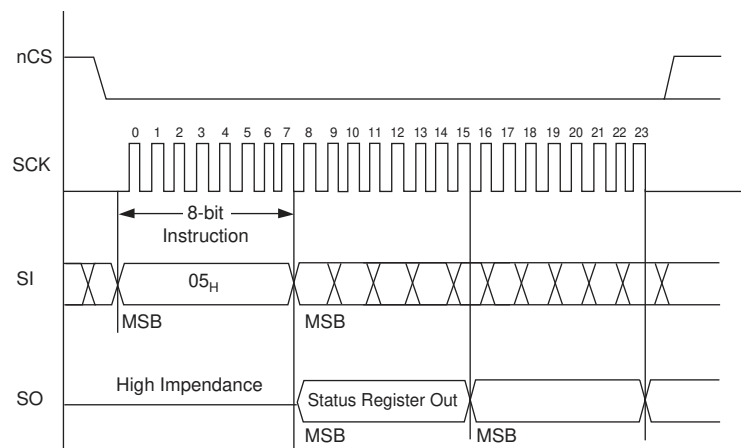 nCS
0 1 2 3 4 5 6 7 8 9 10 11 12 13 14 15 16 17 18 19 20 21 22 23
SCK
8-bit
Instruction
SI
05H
MSB MSB
High Impendance
SO
Status Register Out
MSB MSB